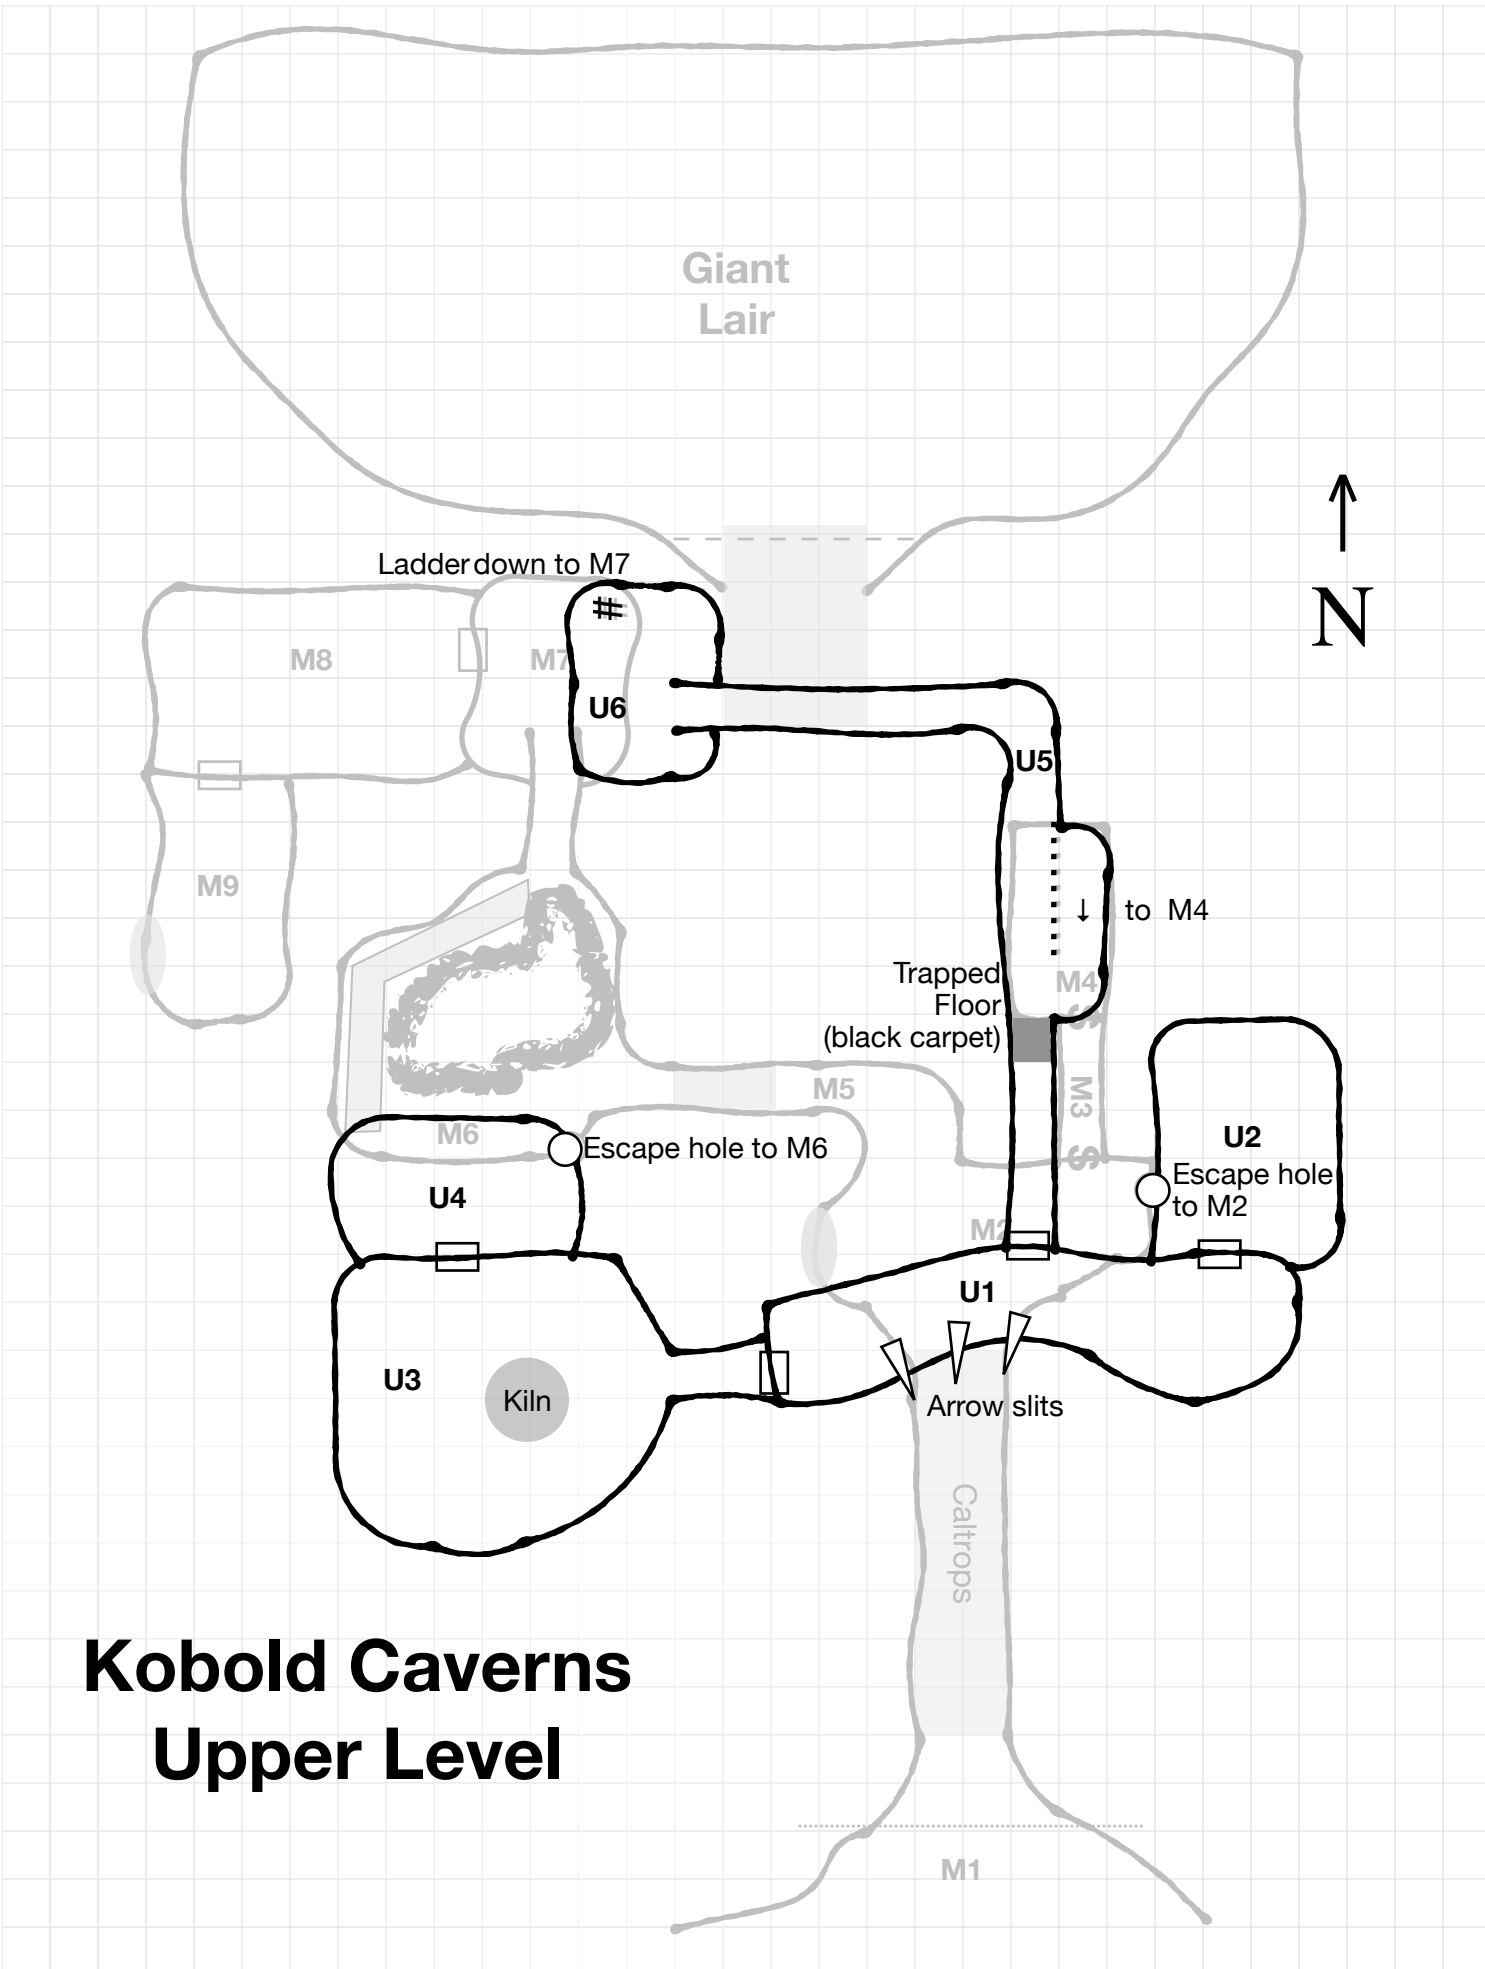 Giant
Lair
N
Ladder down to M7
M8
M7
U6
U5
M9
to M4
↓
Trapped
Floor
(black carpet)
M4
S
M5
M3
S
M6
Escape hole to M6
U2
Escape hole
to M2
U4
M2
U1
U3
Kiln
Arrow slits
Caltrops
Kobold Caverns
Upper Level
M1